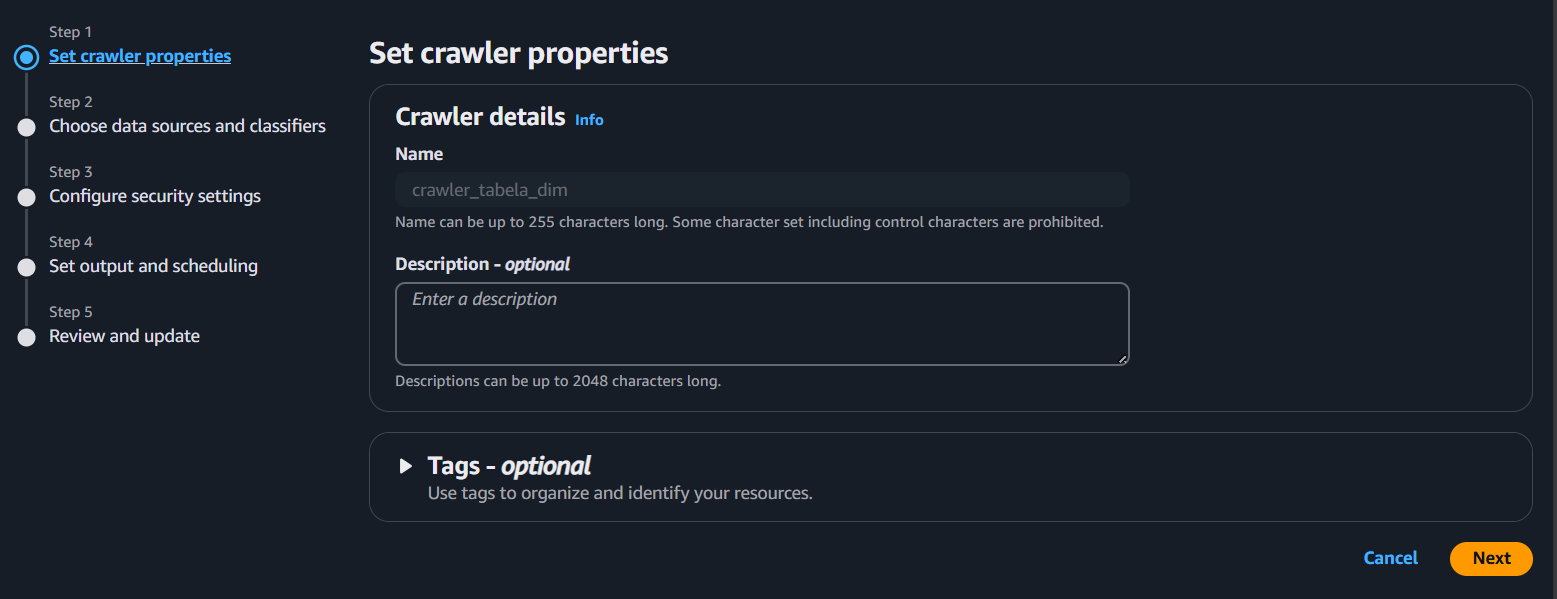 Step 1
Set crawler properties
Step 2
Choose data sources and classifiers
Step 3
Configure security settings
Step 4
Set output and scheduling
Step 5
Review and update
Set crawler properties
Crawler details Info
Name
crawler_tabela_dim
Name can be up to 255 characters long. Some character set including control characters are prohibited.
Description - optional
Enter a description
Descriptions can be up to 2048 characters long.
Tags - optional
Use tags to organize and identify your resources.
Cancel Next